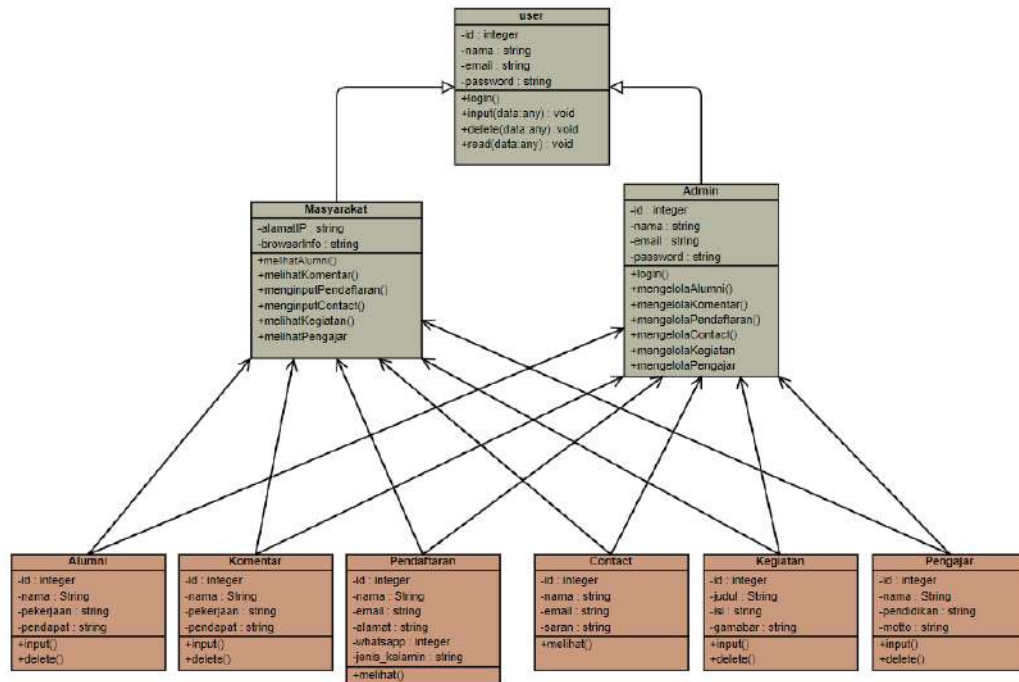 user
-id : integer
-nama : string
-email : string
-password : string
+login()
+input(data:any) : void
+delete(data:any) :void
+read(data:any) : void
Masyarakat
-alamatIP : string
-browserInfo : string
+melihatAlumni()
+melihatKomentar()
+menginputPendaftaran()
+menginputContact()
+melihatKegiatan()
+melihatPengajar
Admin
-id : integer
-nama : string
-email : string
-password : string
+login()
+mengelolaAlumni()
+mengelolaKomentar()
+mengelolaPendaftaran()
+mengelolaContact()
+mengelolaKegiatan
+mengelolaPengajar
Alumni
-id : integer
-nama : String
-pekerjaan : string
-pendapat : string
+input()
+delete()
Komentar
-id : integer
-nama : String
-pekerjaan : string
-pendapat : string
+input()
+delete()
Pendaftaran
-id : integer
-nama : String
-email : string
-alamat : string
-whatsapp : integer
-jenis_kelamin : string
+melihat()
Contact
-id : integer
-nama : string
-email : string
-saran : string
+melihat()
Kegiatan
-id : integer
-judul : String
-isi : string
-gamabar : string
+input()
+delete()
Pengajar
-id : integer
-nama : String
-pendidikan : string
-motto : string
+input()
+delete()